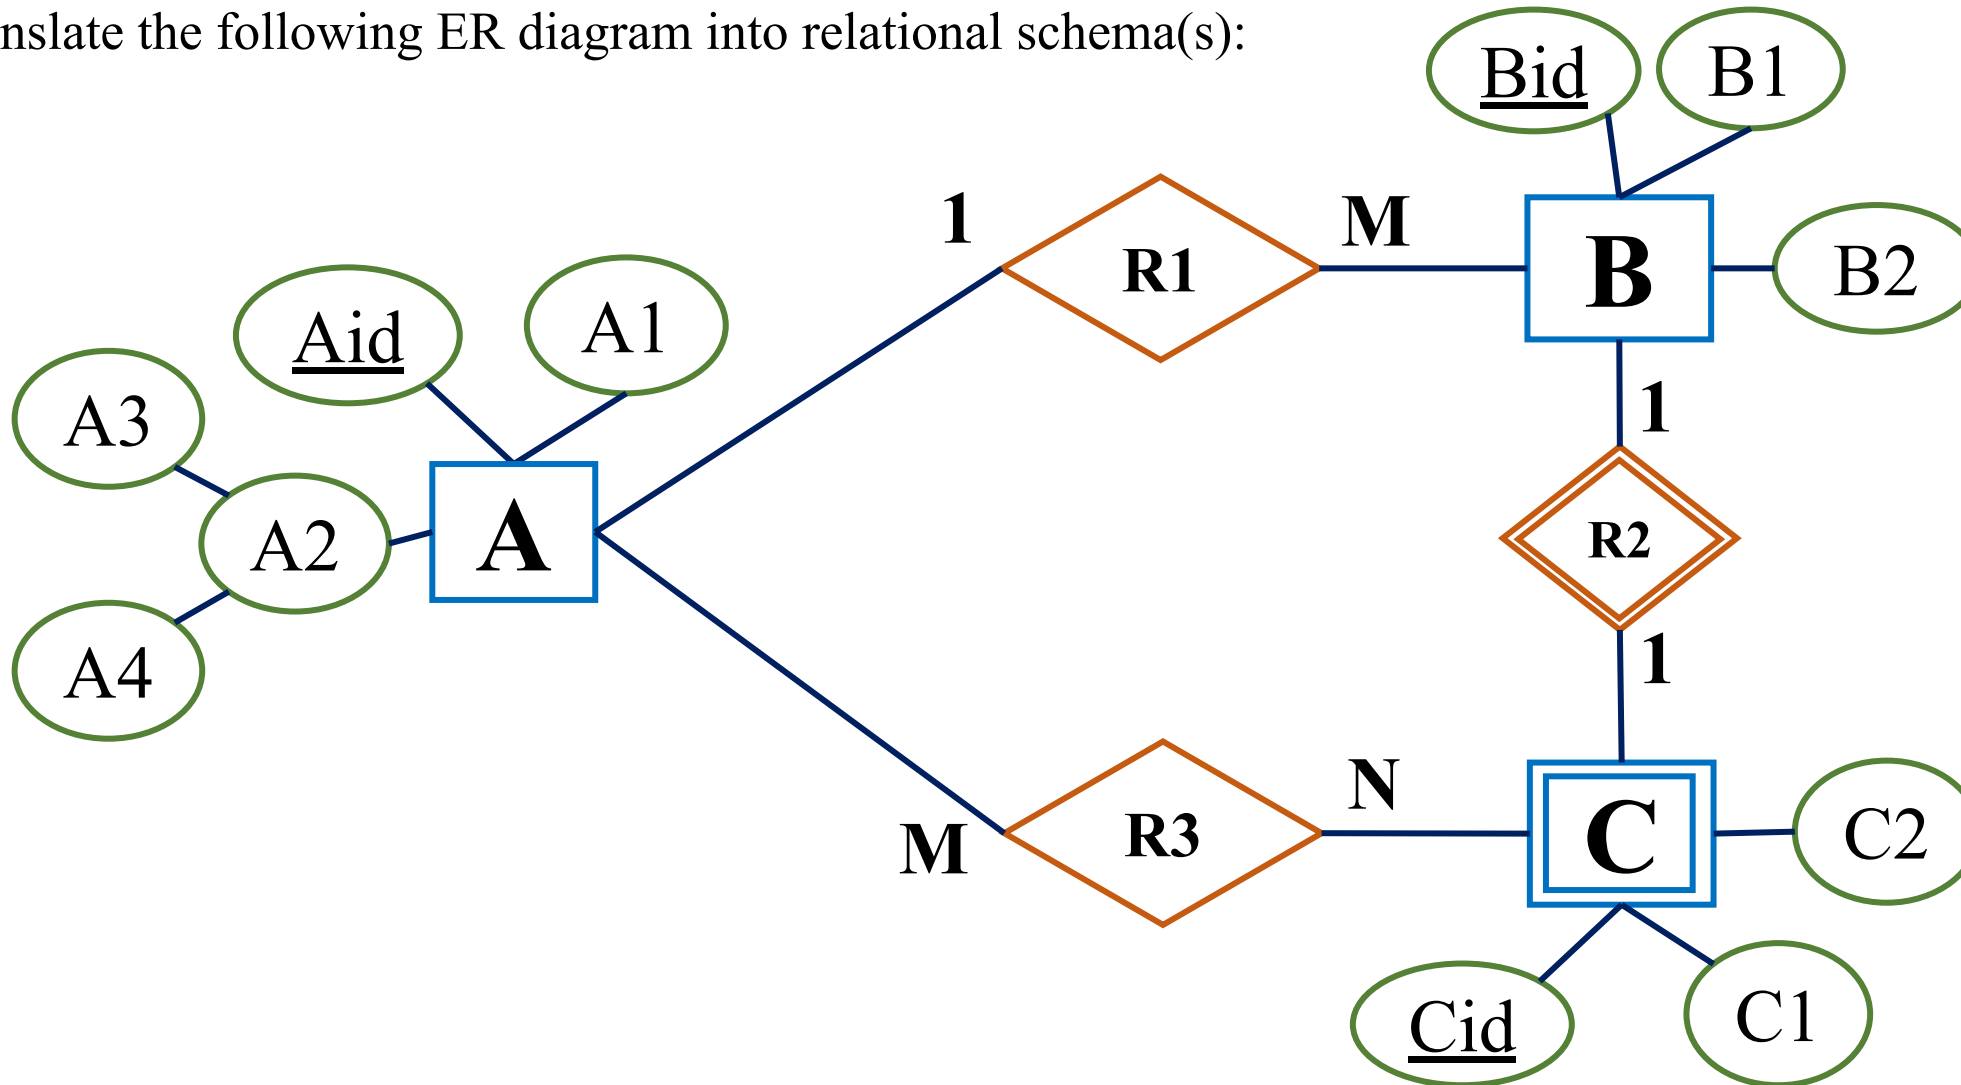 nslate the following ER diagram into relational schema(s):
Bid
B1
1
R1
M
B
B2
Aid
A1
A3
A2
A
A4
1
R2
1
M
R3
N
C
C2
Cid
C1